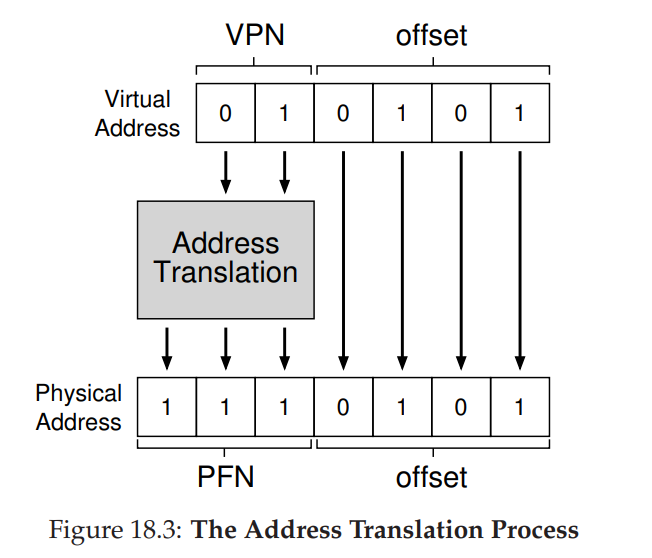 VPN offset
Virtual Address 0 1 0 1 0 1
Address
Translation
Physical Address 1 1 1 0 1 0 1
PFN offset
Figure 18.3: The Address Translation Process